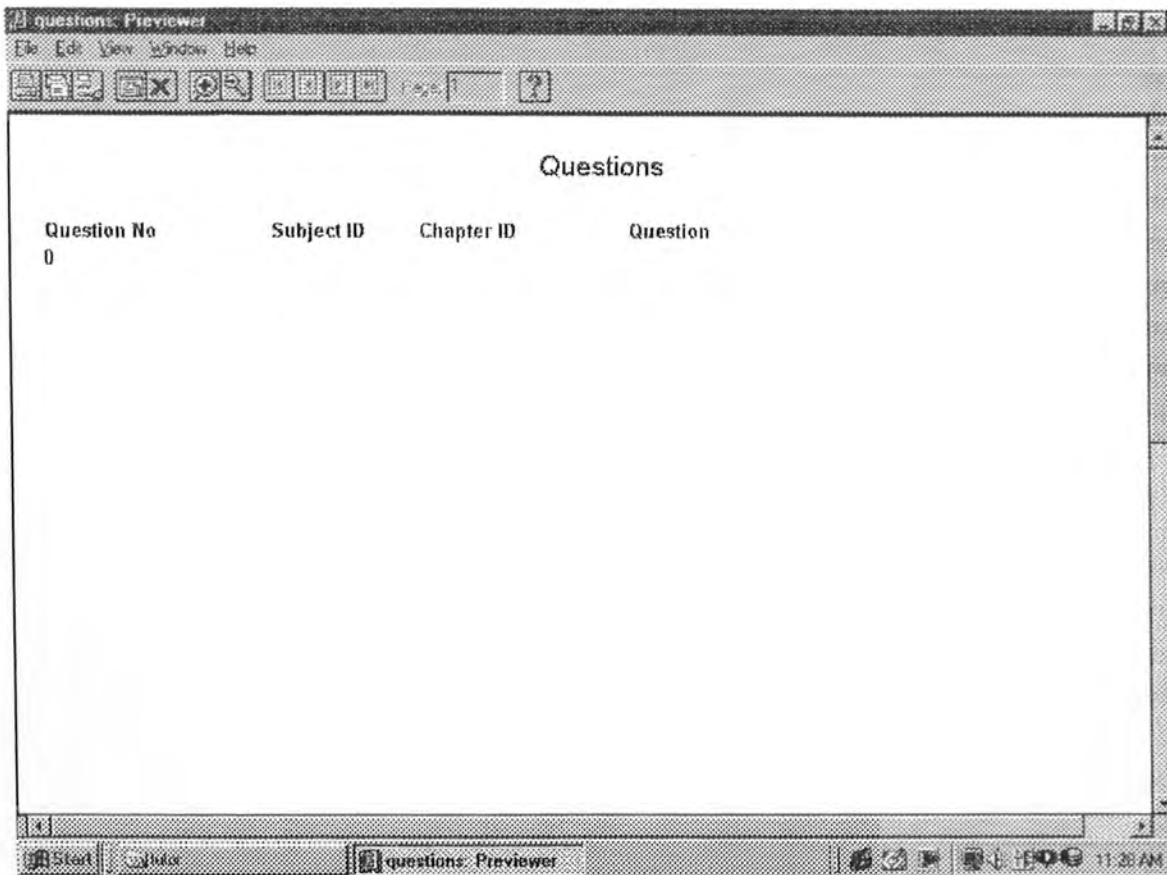 questions: Previewer
File Edit View Window Help
Page: 1
Questions
Question No Subject ID Chapter ID Question
0
Start tutor questions: Previewer 11:28 AM